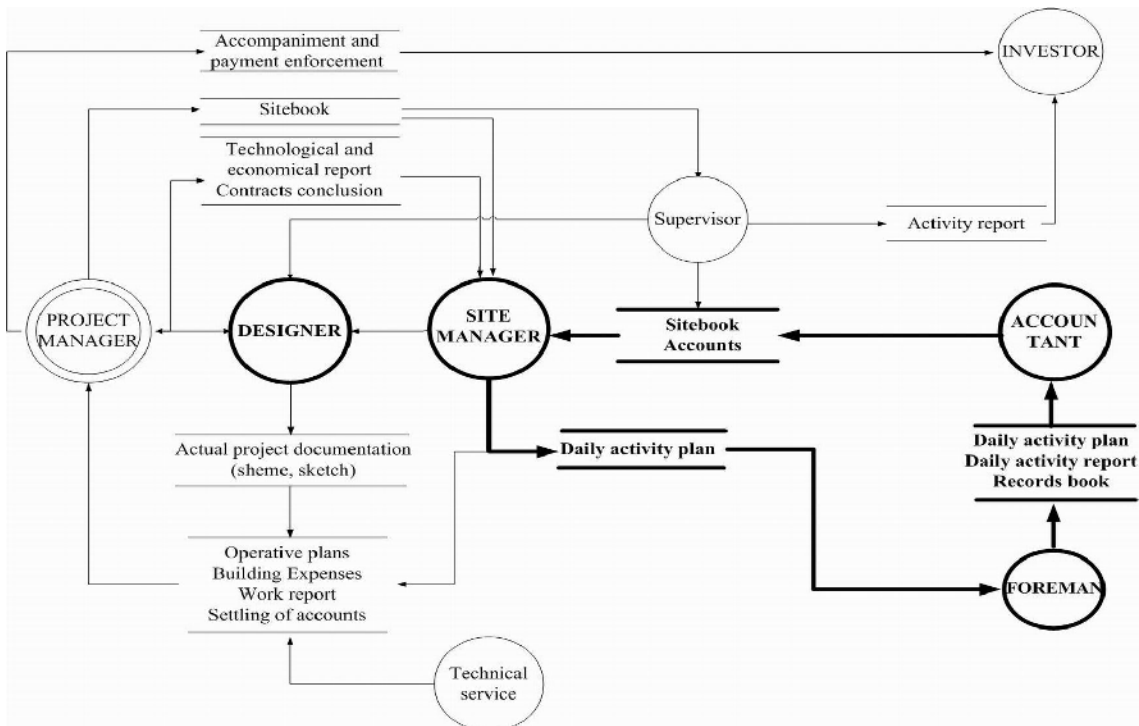 Accompaniment and
payment enforcement
INVESTOR
Sitebook
Technological and
economical report
Contracts conclusion
Supervisor
Activity report
PROJECT
MANAGER
DESIGNER
SITE
MANAGER
Sitebook
Accounts
ACCOUN
TANT
Actual project documentation
(sheme, sketch)
Daily activity plan
Daily activity plan
Daily activity report
Records book
Operative plans
Building Expenses
Work report
Settling of accounts
FOREMAN
Technical
service